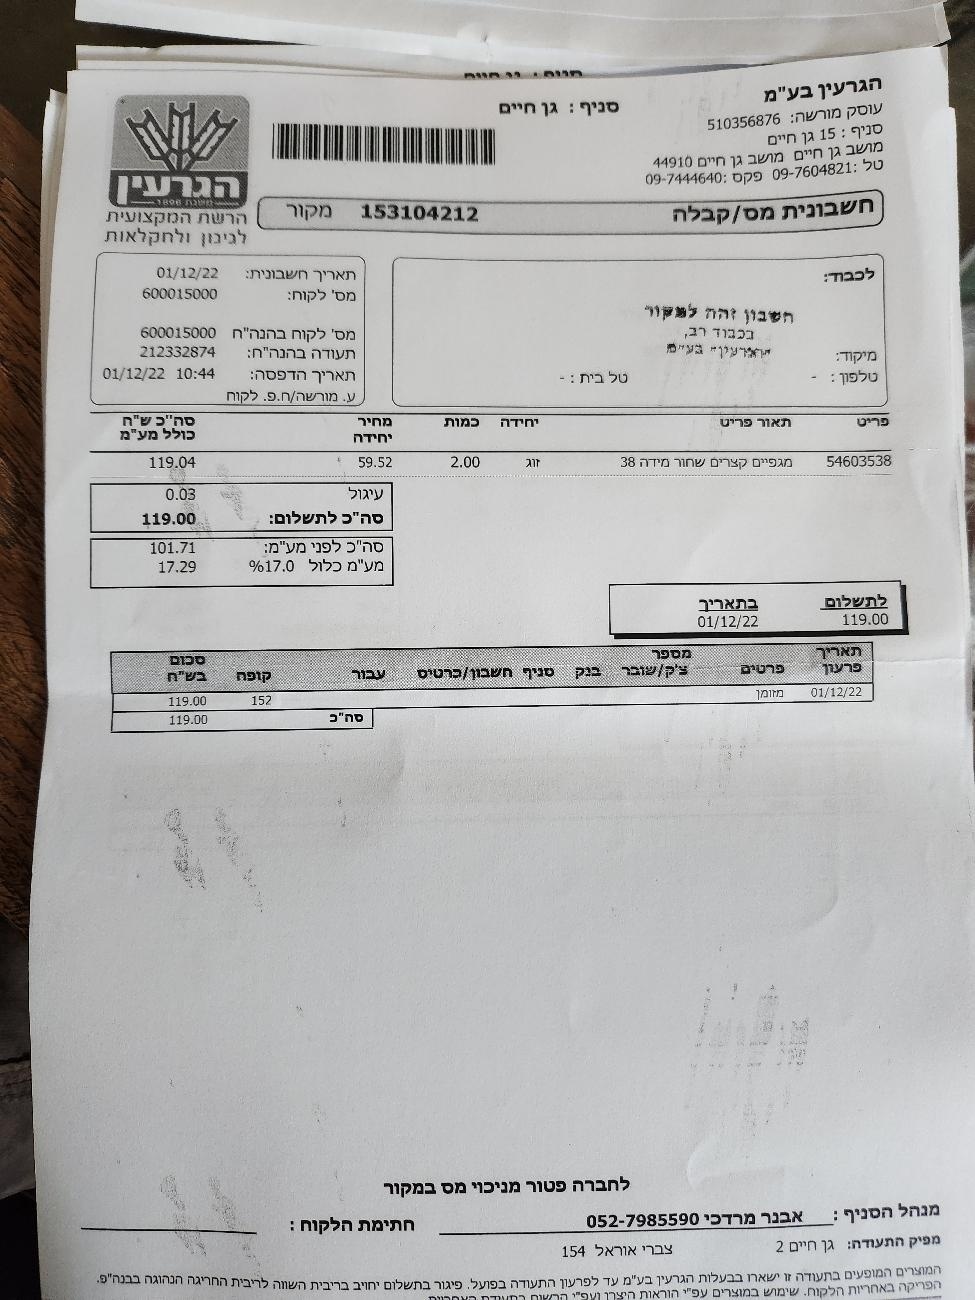 סניף : גן חיים
הגרעין בע"מ
עוסק מורשה: 510356876
סניף : 15 גן חיים
מושב גן חיים מושב גן חיים 44910
טל: 09-7604821 פקס: 09-7444640
סניף : גן חיים
הגרעין
משנת 1896
הרשת המקצועית
לגינון ולחקלאות
חשבונית מס/קבלה 153104212 מקור
לכבוד:
חשבון זהה למקור
בכבוד רב,
"הגרעין" בע"מ
מיקוד:
טלפון : - טל בית : -
תאריך חשבונית: 01/12/22
מס' לקוח: 600015000
מס' לקוח בהנה"ח 600015000
תעודה בהנה"ח: 212332874
תאריך הדפסה: 01/12/22 10:44
ע. מורשה/ח.פ. לקוח
פריט תאור פריט יחידה כמות מחיר יחידה סה"כ ש"ח כולל מע"מ
54603538 מגפיים קצרים שחור מידה 38 זוג 2.00 59.52 119.04
עיגול 0.03
סה"כ לתשלום: 119.00
סה"כ לפני מע"מ: 101.71
מע"מ כלול %17.0 17.29
לתשלום בתאריך
119.00 01/12/22
תאריך פרעון פרטים מספר צ'ק/שובר בנק סניף חשבון/כרטיס עבור קופה סכום בש"ח
01/12/22 מזומן 152 119.00
סה"כ 119.00
לחברה פטור מניכוי מס במקור
מנהל הסניף : אבנר מרדכי 052-7985590 חתימת הלקוח :
מפיק התעודה: גן חיים 2 צברי אוראל 154
המוצרים המופיעים בתעודה זו ישארו בבעלות הגרעין בע"מ עד לפרעון התעודה בפועל. פיגור בתשלום יחויב בריבית השווה לריבית החריגה הנהוגה בבנה"פ.
הפריקה באחריות הלקוח. שימוש במוצרים עפ"י הוראות היצרן ועפ"י הרשום בתעודת האחריות